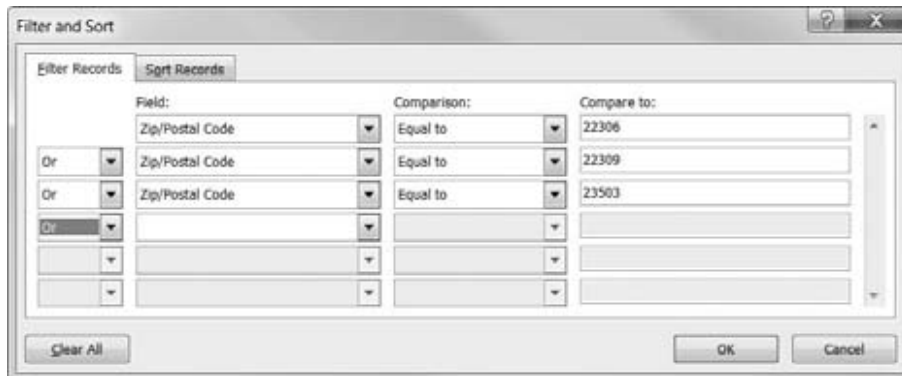 Filter and Sort
Filter Records Sort Records
Field: Comparison: Compare to:
Zip/Postal Code Equal to 22306
Or Zip/Postal Code Equal to 22309
Or Zip/Postal Code Equal to 23503
Or
Clear All OK Cancel